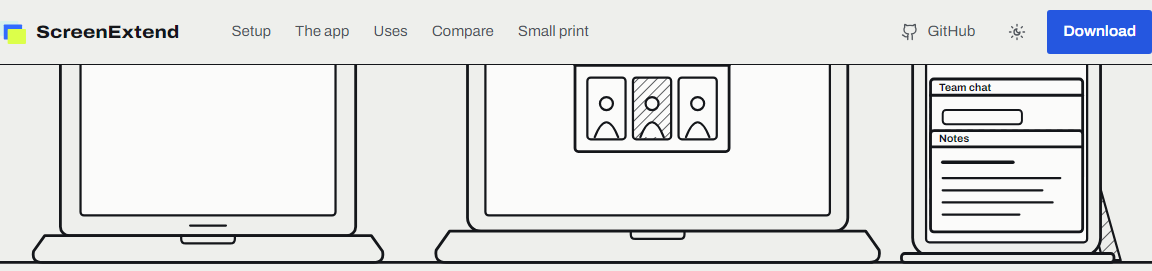 ScreenExtend Setup The app Uses Compare Small print GitHub Download
Team chat
Notes